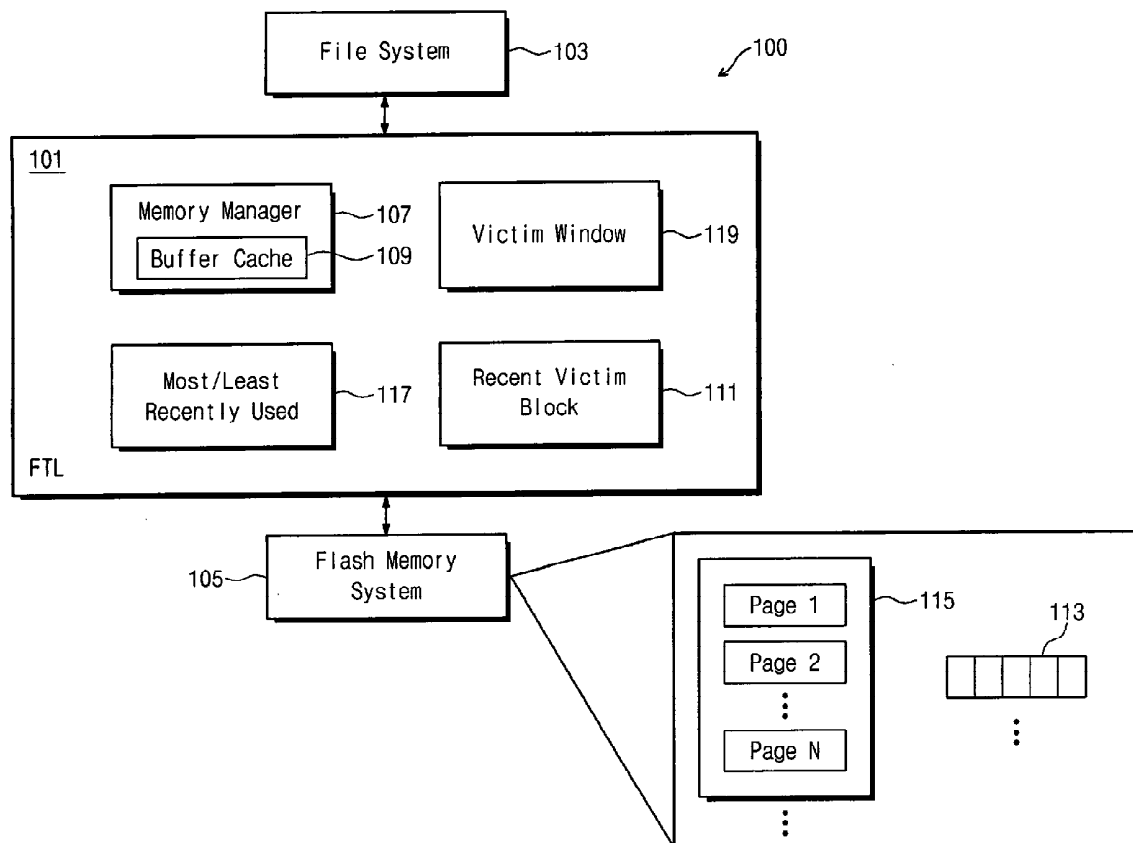 File System
103
100
101
Memory Manager
107
Buffer Cache
109
Victim Window
119
Most/Least
Recently Used
117
Recent Victim
Block
111
FTL
105
Flash Memory
System
Page 1
115
Page 2
Page N
113